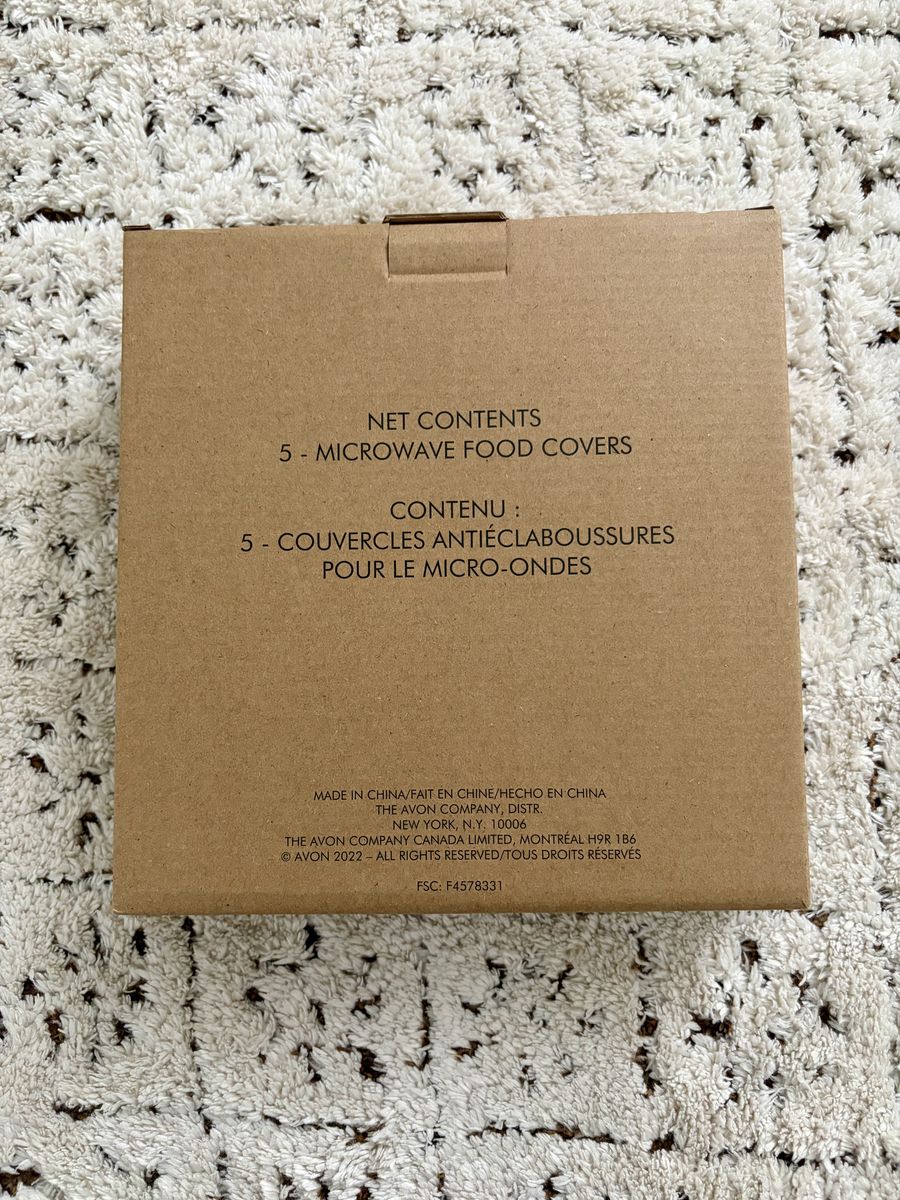 NET CONTENTS
5 - MICROWAVE FOOD COVERS
CONTENU :
5 - COUVERCLES ANTIÉCLABOUSSURES
POUR LE MICRO-ONDES
MADE IN CHINA/FAIT EN CHINE/HECHO EN CHINA
THE AVON COMPANY, DISTR.
NEW YORK, N.Y. 10006
THE AVON COMPANY CANADA LIMITED, MONTRÉAL H9R 1B6
© AVON 2022 – ALL RIGHTS RESERVED/TOUS DROITS RÉSERVÉS
FSC: F4578331